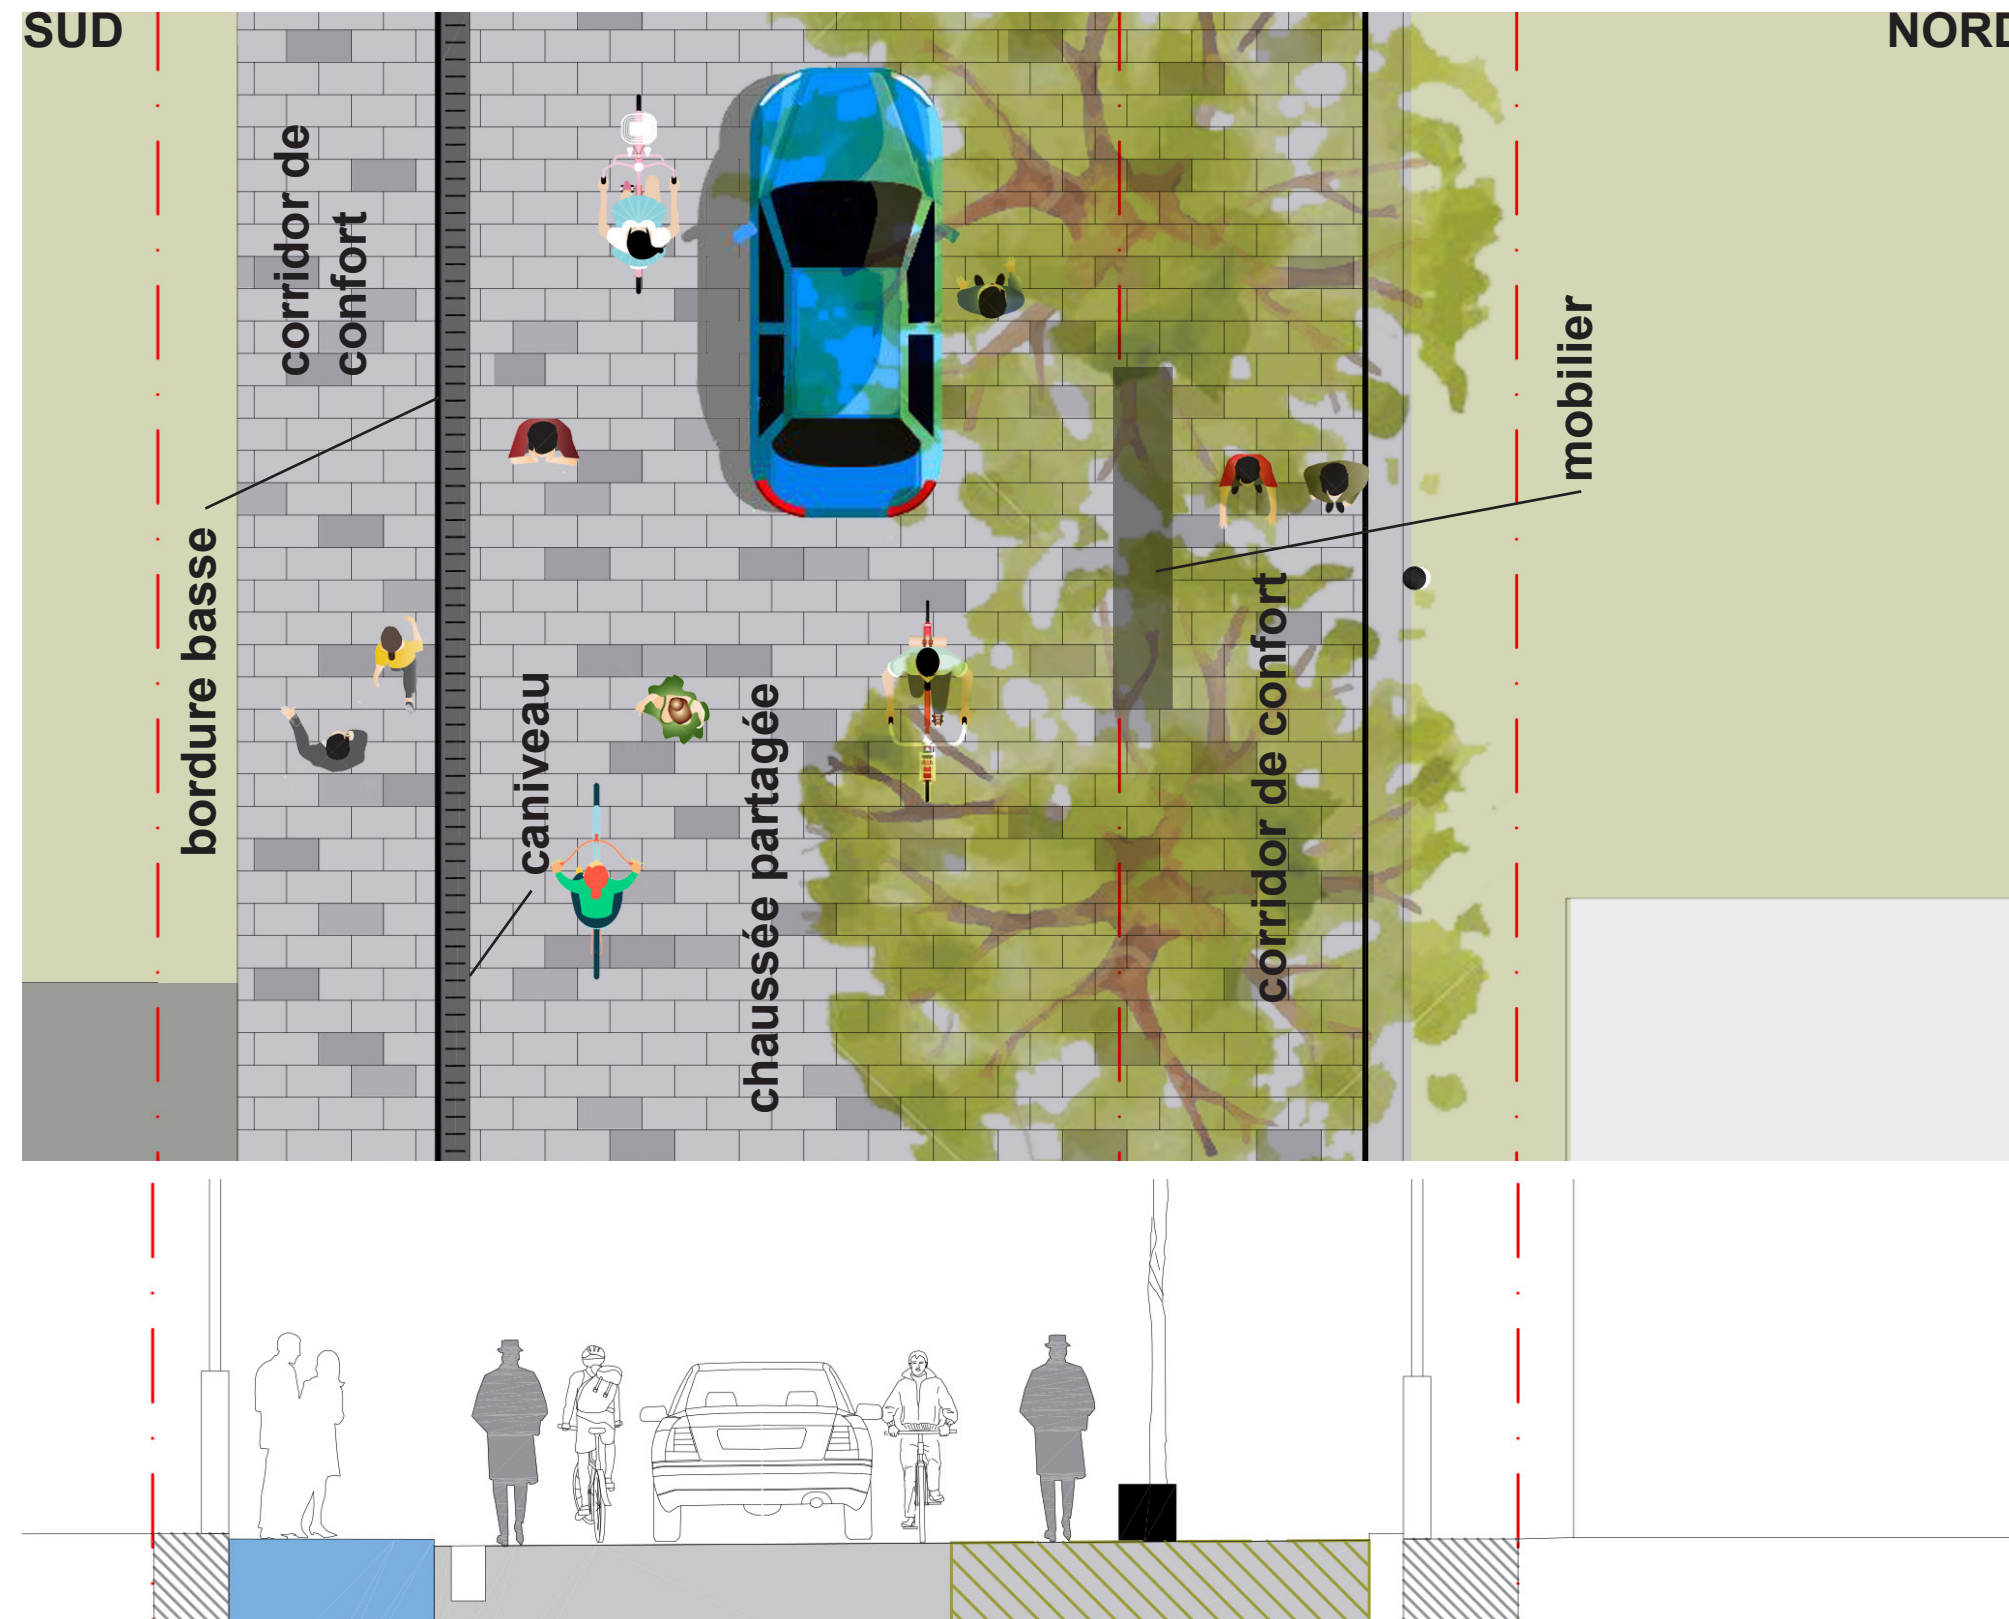 SUD
NORD
corridor de
confort
mobilier
bordure basse
caniveau
chaussée partagée
corridor de confort